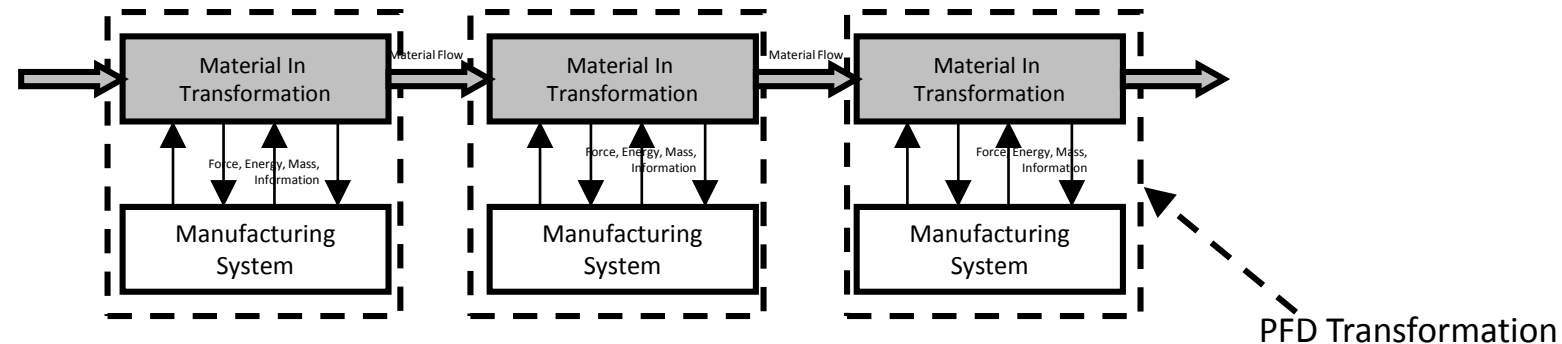 Material In
Transformation
Material Flow
Material In
Transformation
Material Flow
Material In
Transformation
Force, Energy, Mass,
Information
Force, Energy, Mass,
Information
Force, Energy, Mass,
Information
Manufacturing
System
Manufacturing
System
Manufacturing
System
PFD Transformation